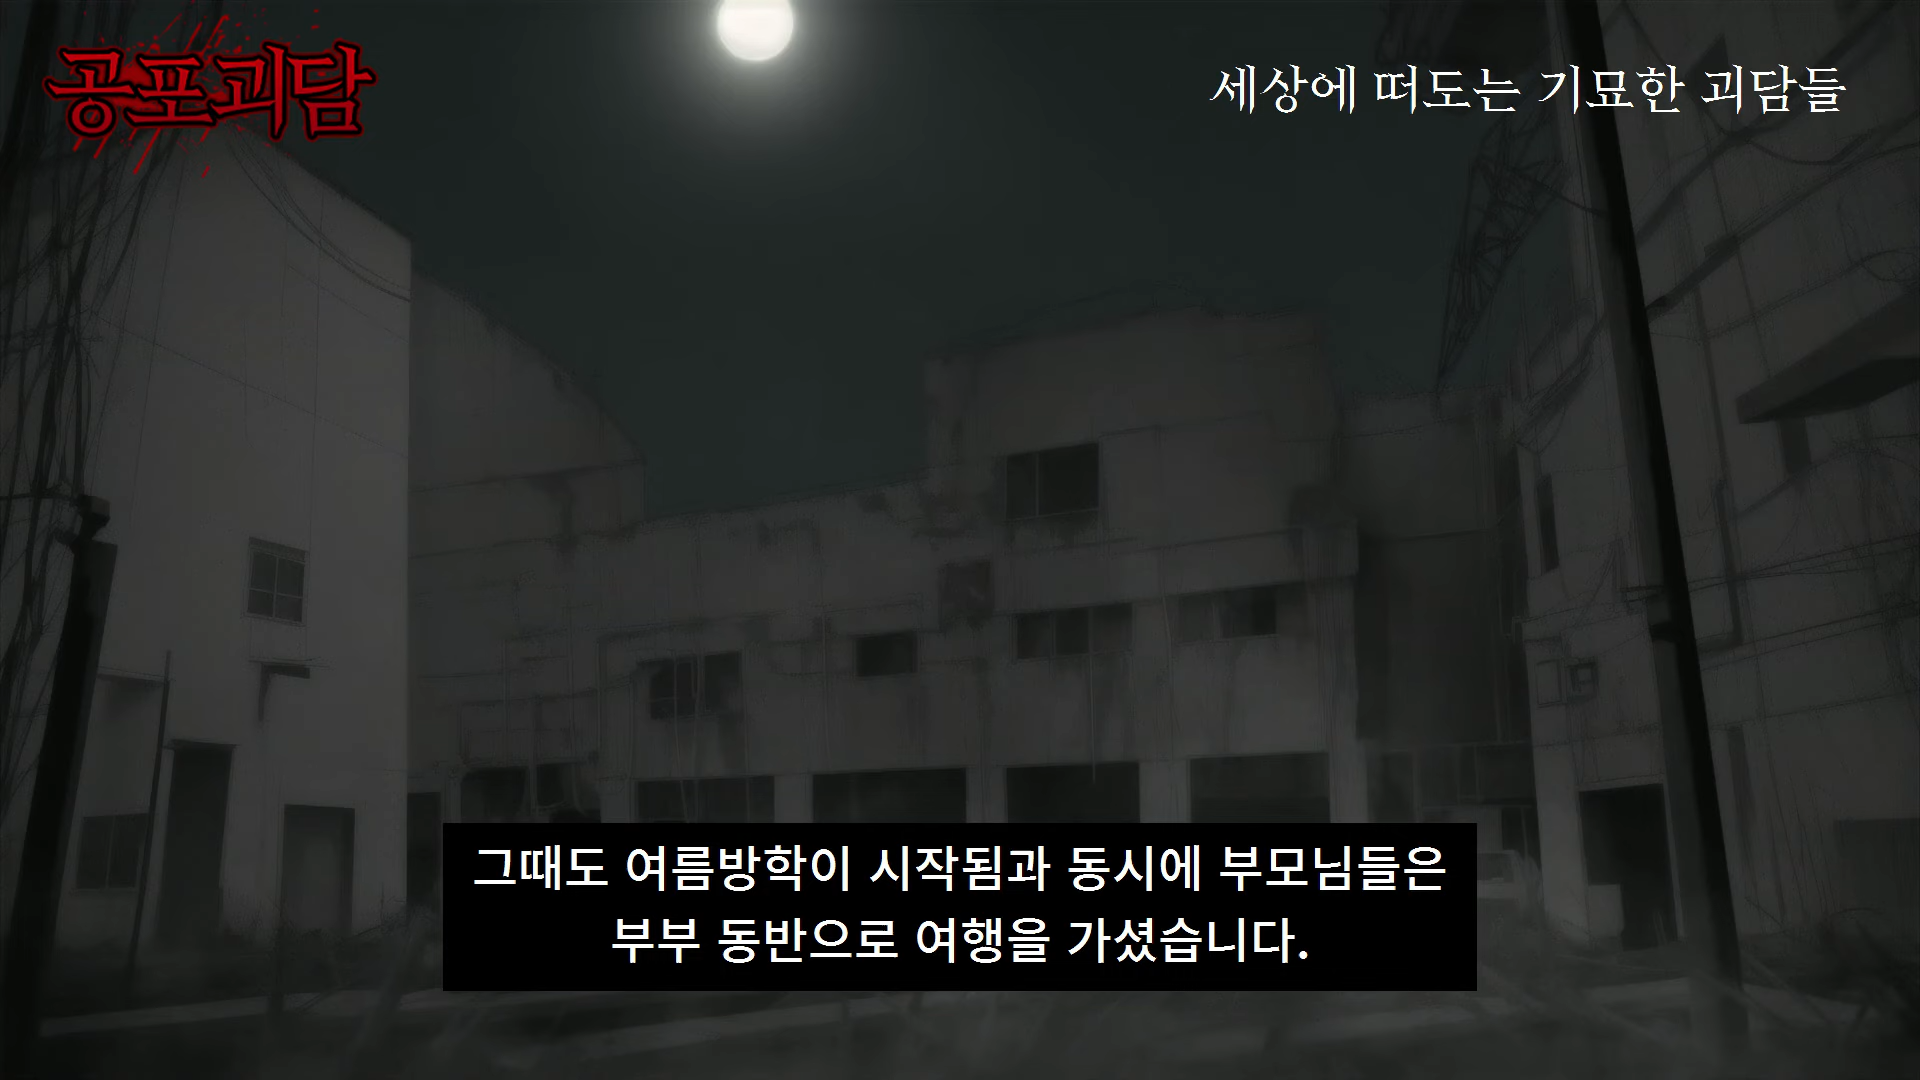 공포괴담
세상에 떠도는 기묘한 괴담들
그때도 여름방학이 시작됨과 동시에 부모님들은
부부 동반으로 여행을 가셨습니다.